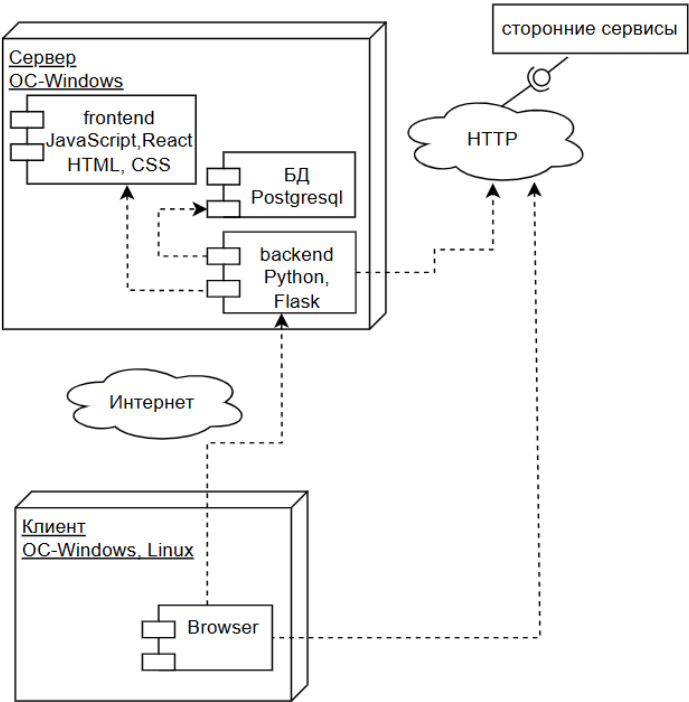 сторонние сервисы
Сервер
ОС-Windows
frontend
JavaScript,React
HTML, CSS
HTTP
БД
Postgresql
backend
Python,
Flask
Интернет
Клиент
ОС-Windows, Linux
Browser